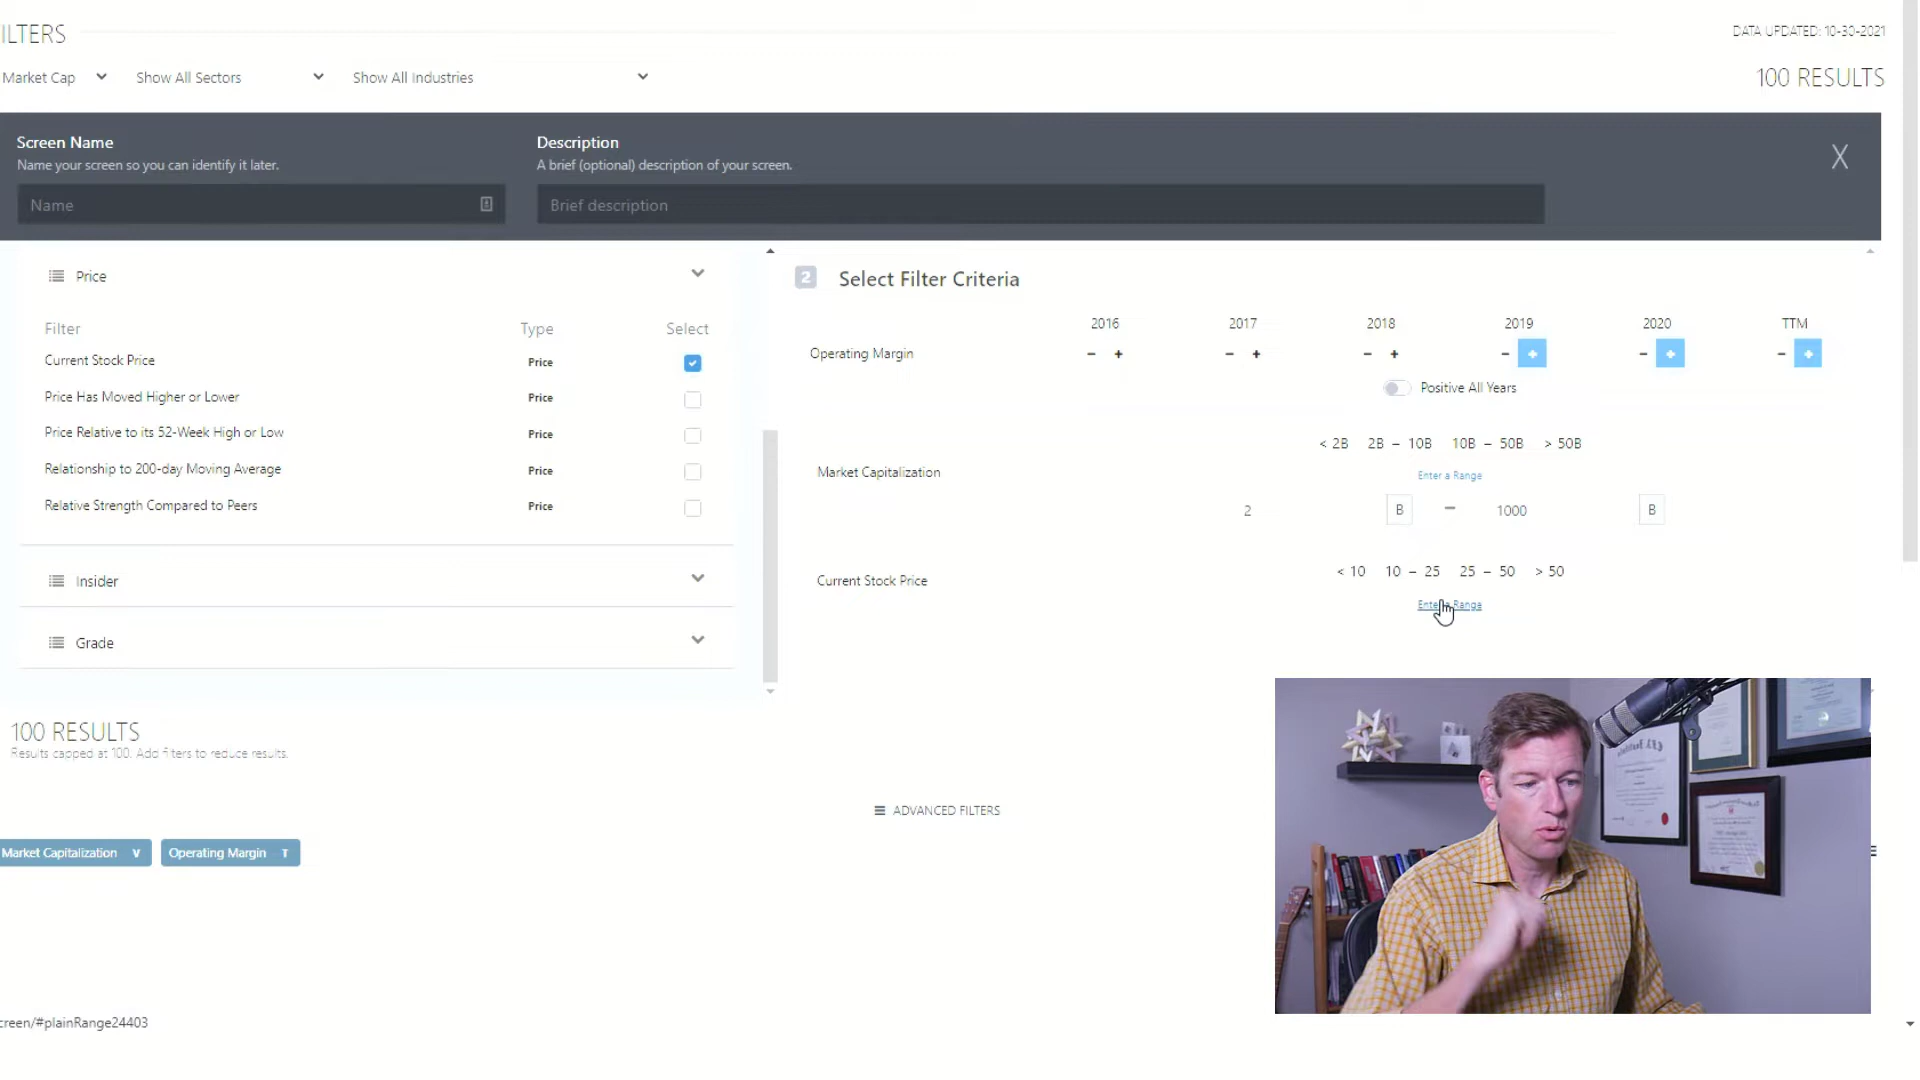 ILTERS
DATA UPDATED: 10-30-2021
Market Cap
Show All Sectors
Show All Industries
100 RESULTS
Screen Name
Name your screen so you can identify it later.
Name
Description
A brief (optional) description of your screen.
Brief description
X
Price
Filter Type Select
Current Stock Price Price
Price Has Moved Higher or Lower Price
Price Relative to its 52-Week High or Low Price
Relationship to 200-day Moving Average Price
Relative Strength Compared to Peers Price
Insider
Grade
2 Select Filter Criteria
2016 2017 2018 2019 2020 TTM
Operating Margin - + - + - + - + - + - +
Positive All Years
< 2B 2B – 10B 10B – 50B > 50B
Enter a Range
Market Capitalization
2 B – 1000 B
< 10 10 – 25 25 – 50 > 50
Current Stock Price
Range
100 RESULTS
Results capped at 100. Add filters to reduce results.
ADVANCED FILTERS
Market Capitalization V
Operating Margin T
creen/#plainRange24403